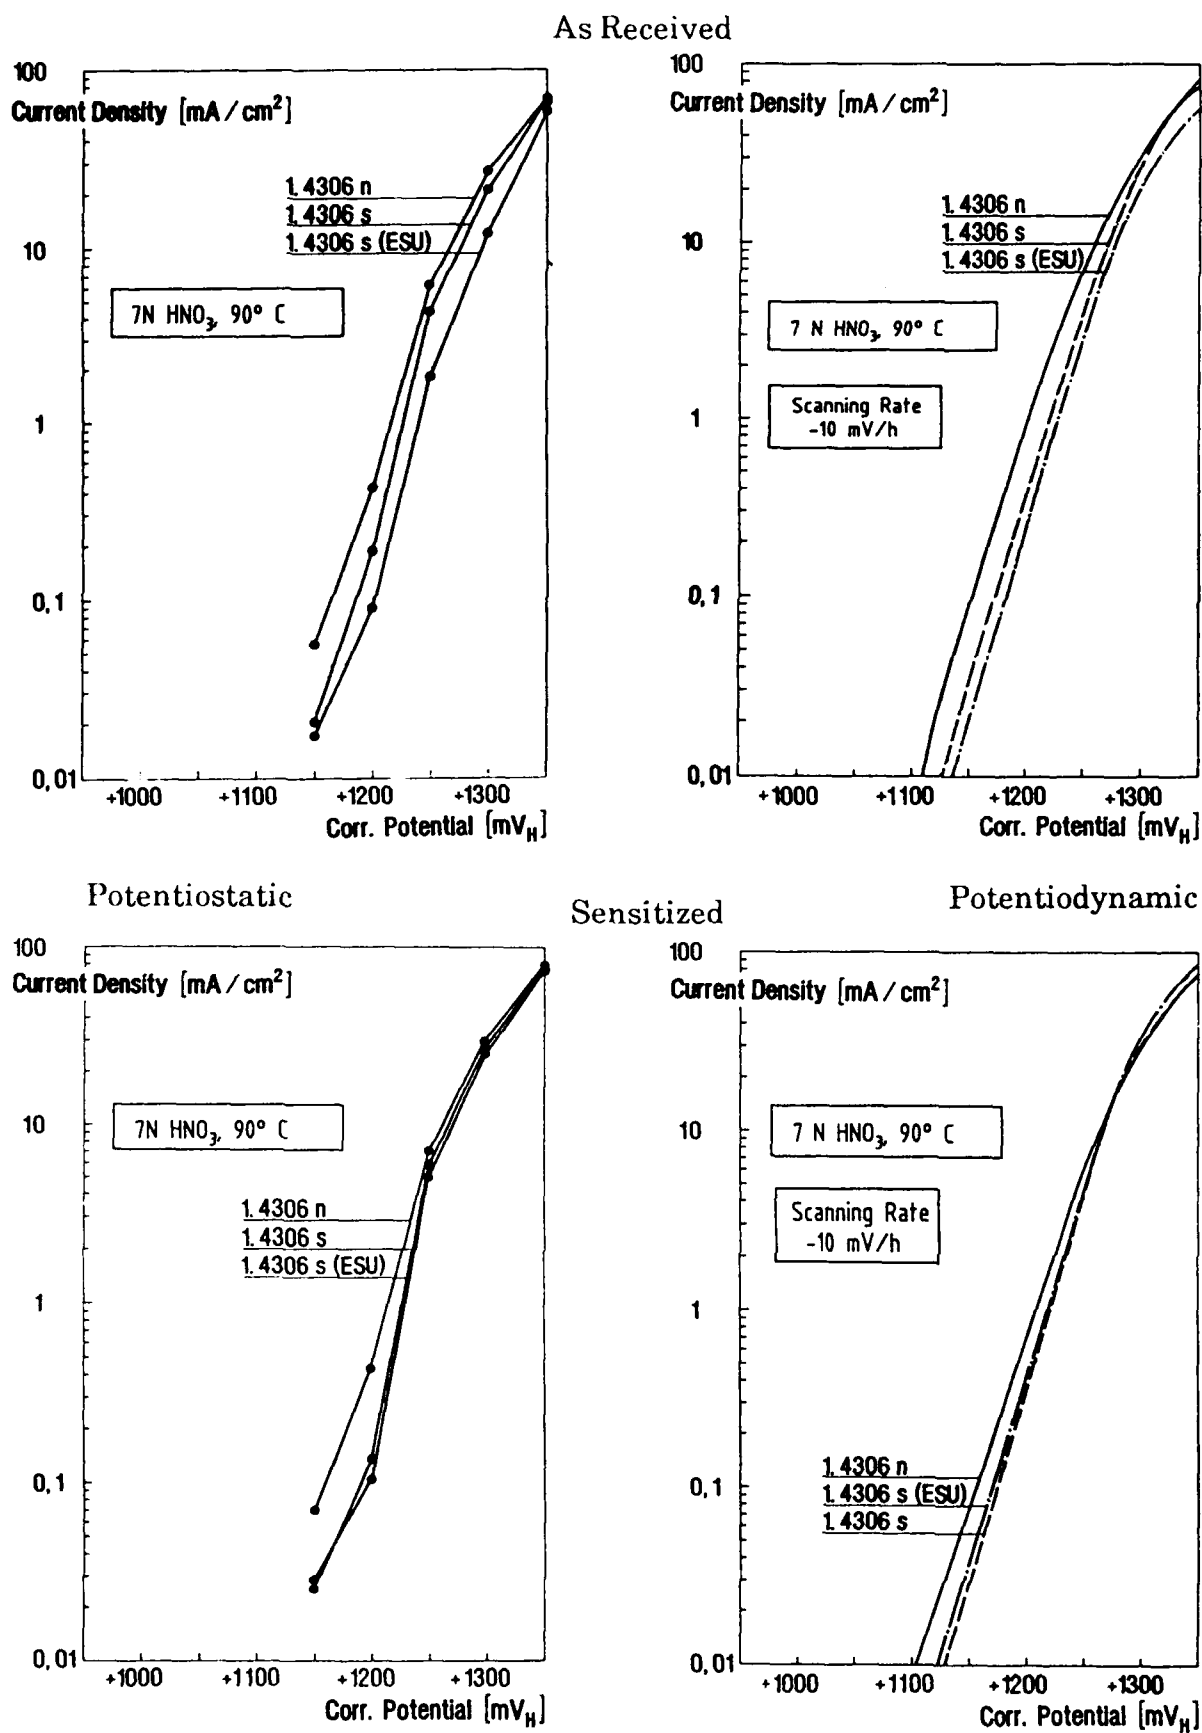 As Received
100
Current Density [mA/cm²]
1.4306 n
1.4306 s
1.4306 s (ESU)
10
7N HNO₃, 90° C
1
0,1
0,01
+1000 +1100 +1200 +1300
Corr. Potential [mV_H]
100
Current Density [mA/cm²]
1.4306 n
1.4306 s
1.4306 s (ESU)
10
7 N HNO₃, 90° C
Scanning Rate
-10 mV/h
1
0,1
0,01
+1000 +1100 +1200 +1300
Corr. Potential [mV_H]
Potentiostatic
Sensitized
Potentiodynamic
100
Current Density [mA/cm²]
10
7N HNO₃, 90° C
1.4306 n
1.4306 s
1.4306 s (ESU)
1
0,1
0,01
+1000 +1100 +1200 +1300
Corr. Potential [mV_H]
100
Current Density [mA/cm²]
10
7 N HNO₃, 90° C
Scanning Rate
-10 mV/h
1
1.4306 n
1.4306 s (ESU)
1.4306 s
0,1
0,01
+1000 +1100 +1200 +1300
Corr. Potential [mV_H]